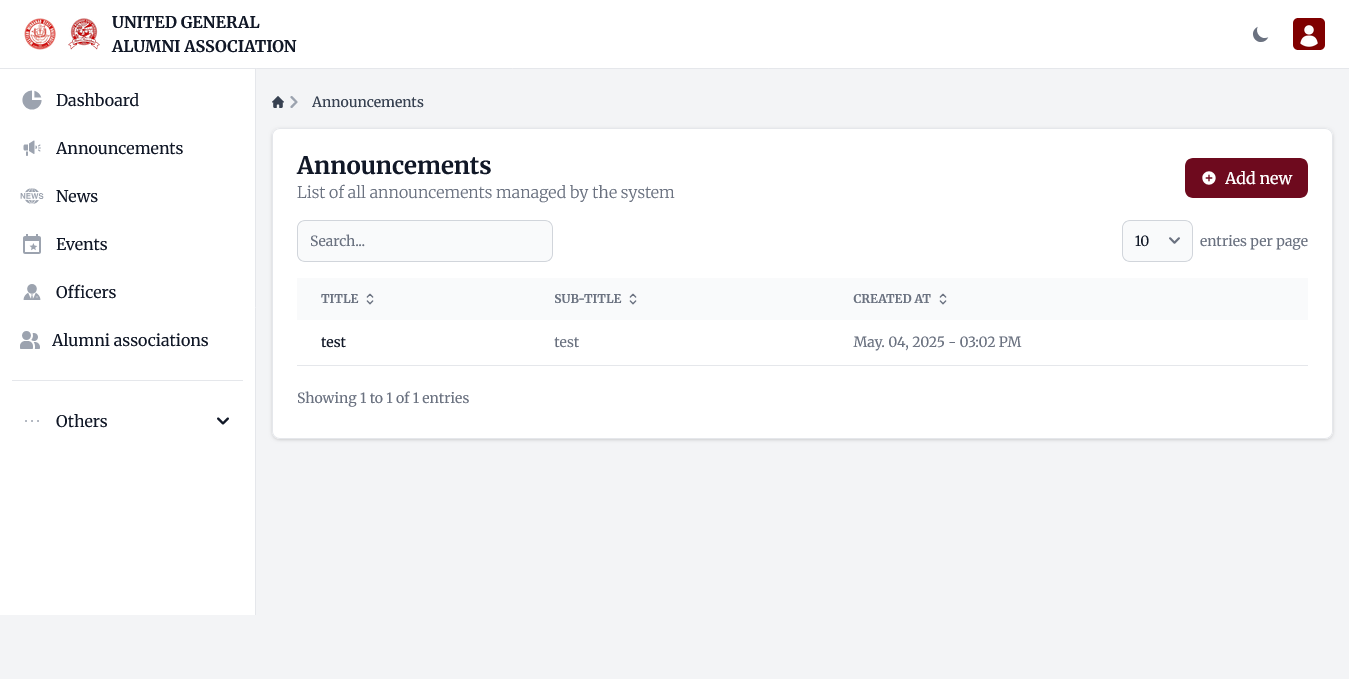 UNITED GENERAL
ALUMNI ASSOCIATION
Dashboard
Announcements
NEWS News
Events
Officers
Alumni associations
Others
Announcements
Announcements
List of all announcements managed by the system
Add new
Search...
10 entries per page
TITLE SUB-TITLE CREATED AT
test test May. 04, 2025 - 03:02 PM
Showing 1 to 1 of 1 entries